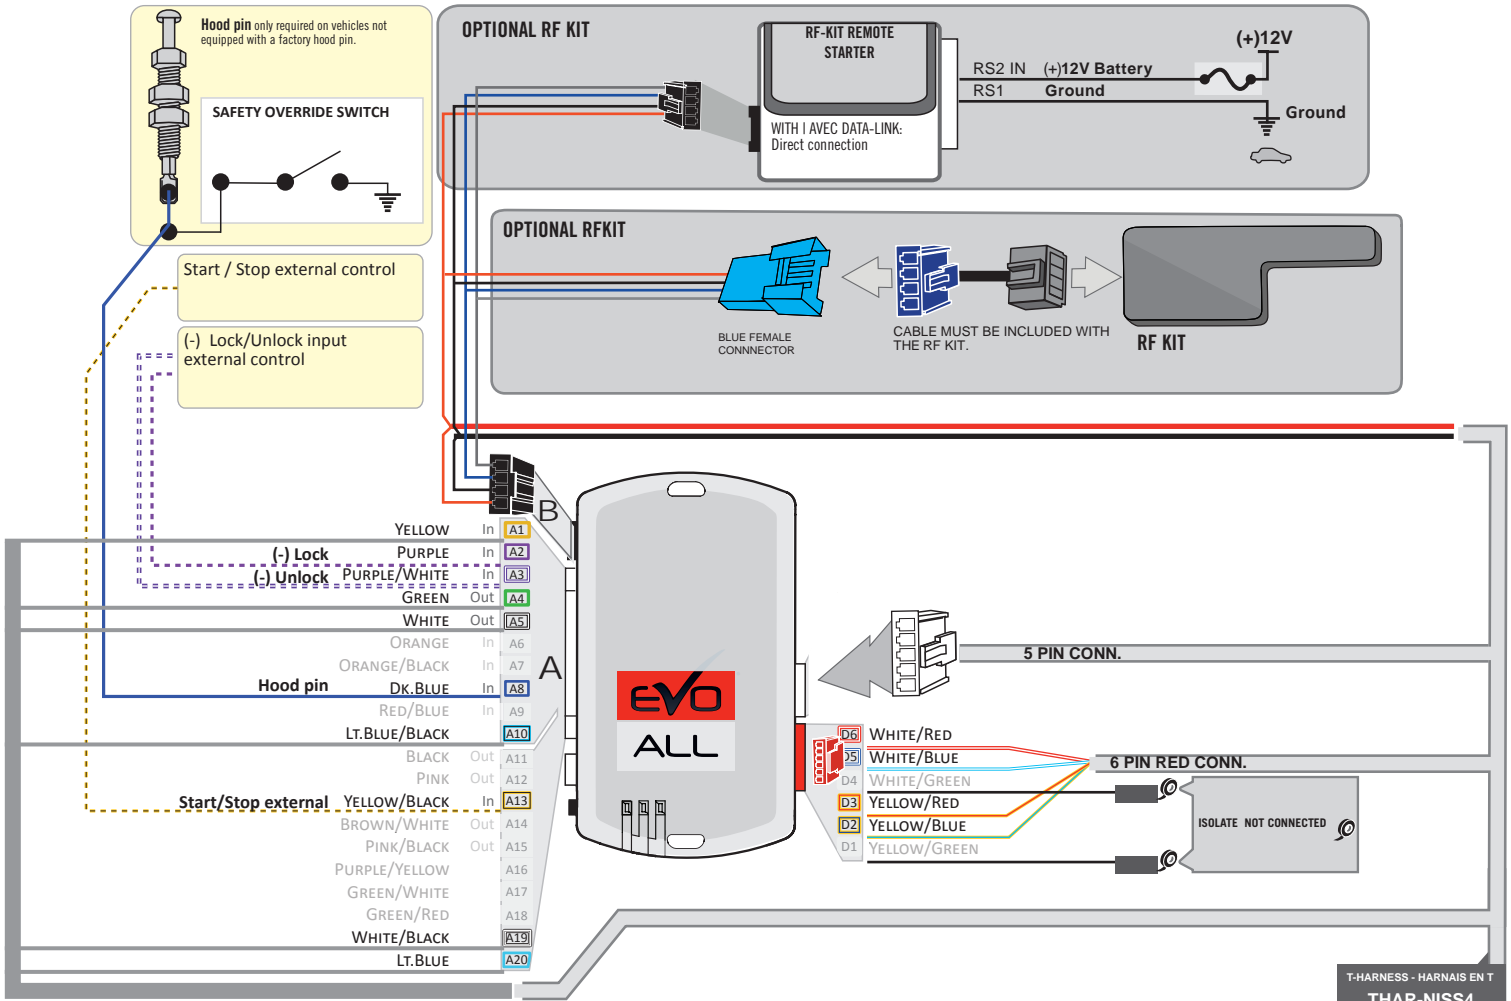 Hood pin only required on vehicles not
equipped with a factory hood pin.
SAFETY OVERRIDE SWITCH
OPTIONAL RF KIT
RF-KIT REMOTE
STARTER
WITH | AVEC DATA-LINK:
Direct connection
(+)12V
RS2 IN (+)12V Battery
RS1 Ground
Ground
OPTIONAL RFKIT
BLUE FEMALE
CONNNECTOR
CABLE MUST BE INCLUDED WITH
THE RF KIT.
RF KIT
Start / Stop external control
(-) Lock/Unlock input
external control
B
A
YELLOW In A1
(-) Lock PURPLE In A2
(-) Unlock PURPLE/WHITE In A3
GREEN Out A4
WHITE Out A5
ORANGE In A6
ORANGE/BLACK In A7
Hood pin DK.BLUE In A8
RED/BLUE In A9
LT.BLUE/BLACK A10
BLACK Out A11
PINK Out A12
Start/Stop external YELLOW/BLACK In A13
BROWN/WHITE Out A14
PINK/BLACK Out A15
PURPLE/YELLOW A16
GREEN/WHITE A17
GREEN/RED A18
WHITE/BLACK A19
LT.BLUE A20
EVO
ALL
5 PIN CONN.
D6 WHITE/RED
D5 WHITE/BLUE
D4 WHITE/GREEN
D3 YELLOW/RED
D2 YELLOW/BLUE
D1 YELLOW/GREEN
6 PIN RED CONN.
ISOLATE NOT CONNECTED
T-HARNESS - HARNAIS EN T
THAR-NISS4